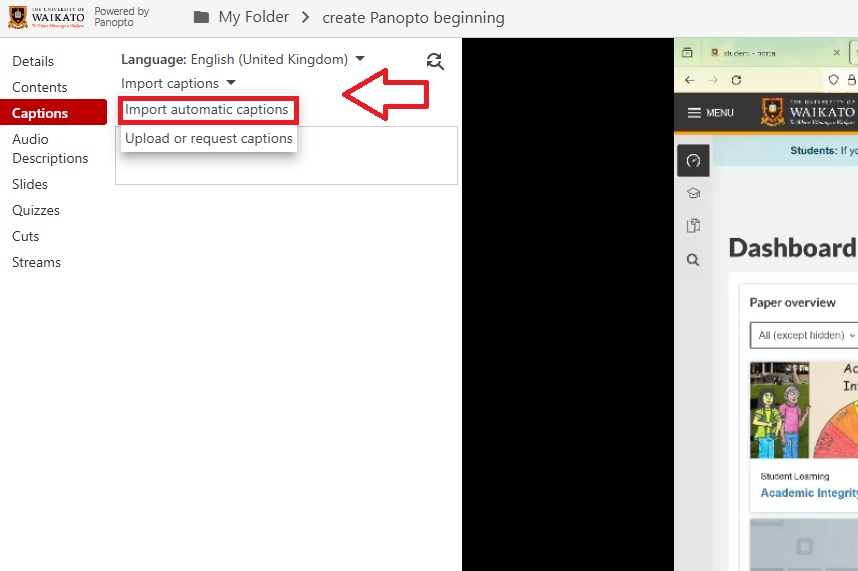 THE UNIVERSITY OF
WAIKATO
Te Whare Wānanga o Waikato
Powered by
Panopto
My Folder > create Panopto beginning
Details
Contents
Captions
Audio
Descriptions
Slides
Quizzes
Cuts
Streams
Language: English (United Kingdom)
Import captions
Import automatic captions
Upload or request captions
student - porta
MENU
THE UNIVERSITY OF
WAIKATO
Students: If yo
Dashboard
Paper overview
All (except hidden)
Ac
In
Student Learning
Academic Integrity